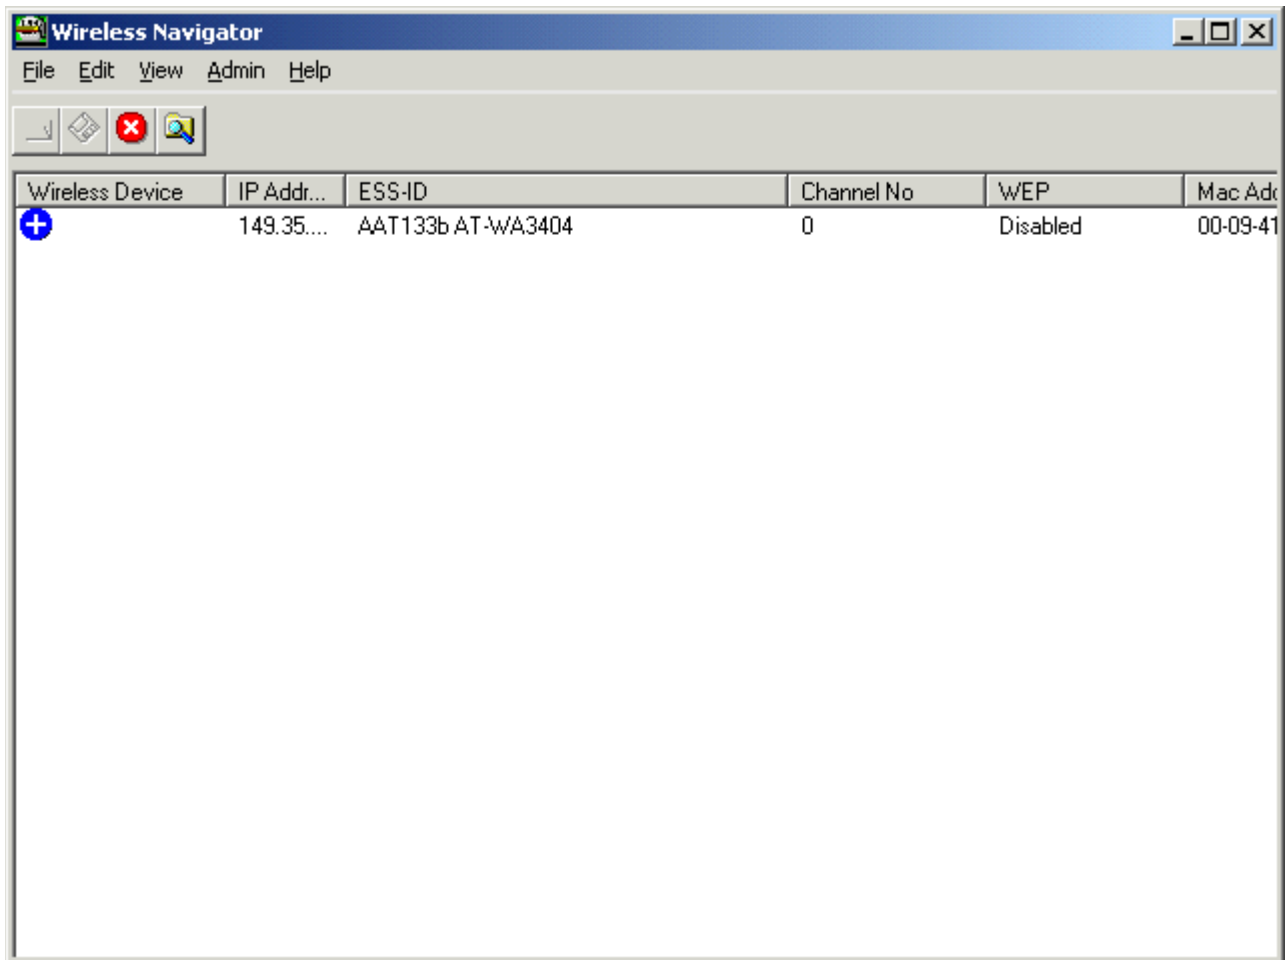 Wireless Navigator
File Edit View Admin Help
Wireless Device IP Addr... ESS-ID Channel No WEP Mac Add
149.35.... AAT133b AT-WA3404 0 Disabled 00-09-41